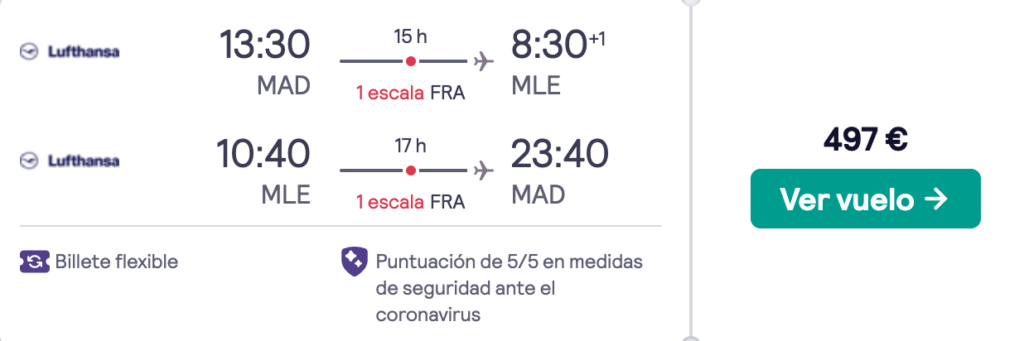 Lufthansa 13:30 15 h 8:30+1
MAD 1 escala FRA MLE
Lufthansa 10:40 17 h 23:40
MLE 1 escala FRA MAD
Billete flexible
Puntuación de 5/5 en medidas
de seguridad ante el
coronavirus
497 €
Ver vuelo →